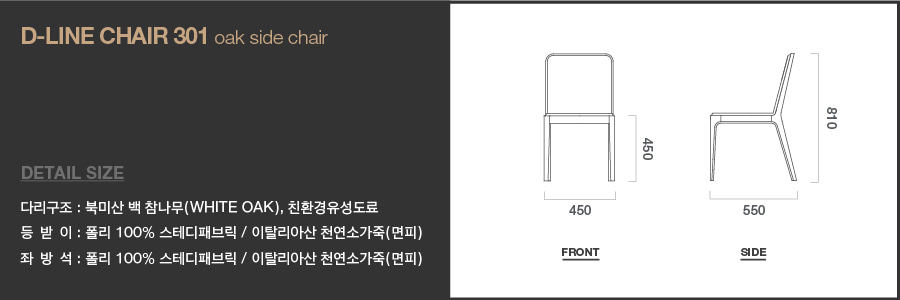 D-LINE CHAIR 301 oak side chair
DETAIL SIZE
다리구조 : 북미산 백 참나무(WHITE OAK), 친환경유성도료
등 받 이 : 폴리 100% 스테디패브릭 / 이탈리아산 천연소가죽(면피)
좌 방 석 : 폴리 100% 스테디패브릭 / 이탈리아산 천연소가죽(면피)
450
810
450
550
FRONT
SIDE